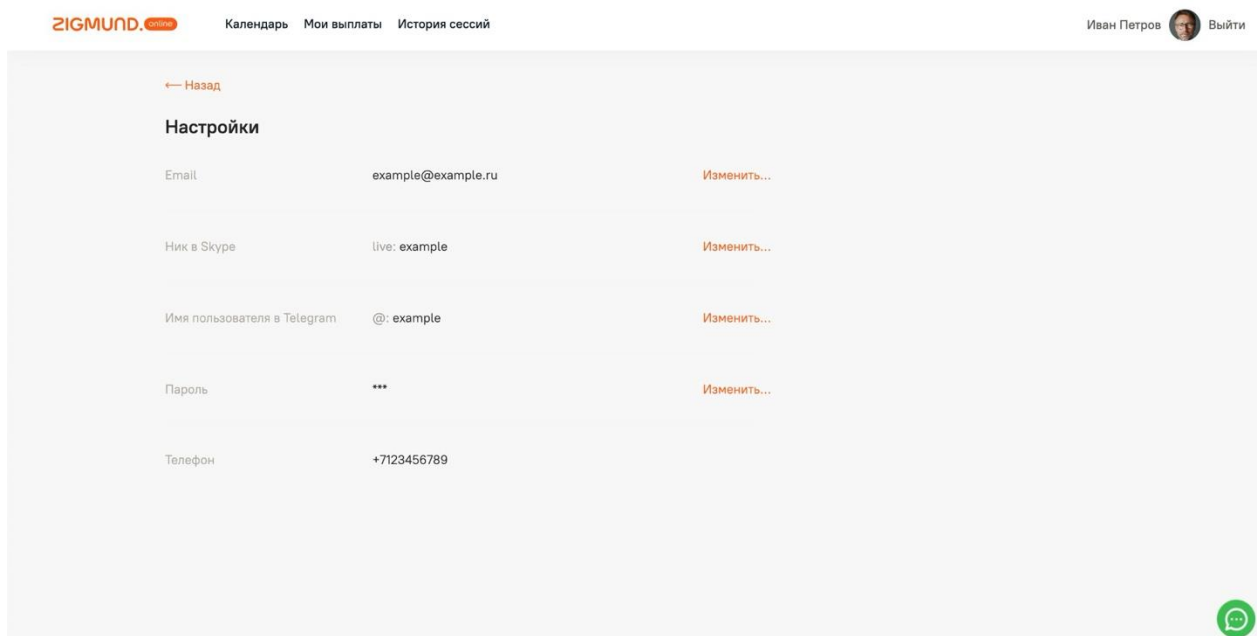 ZIGMUND. online Календарь Мои выплаты История сессий Иван Петров Выйти
← Назад
Настройки
Email example@example.ru Изменить...
Ник в Skype live: example Изменить...
Имя пользователя в Telegram @: example Изменить...
Пароль *** Изменить...
Телефон +7123456789